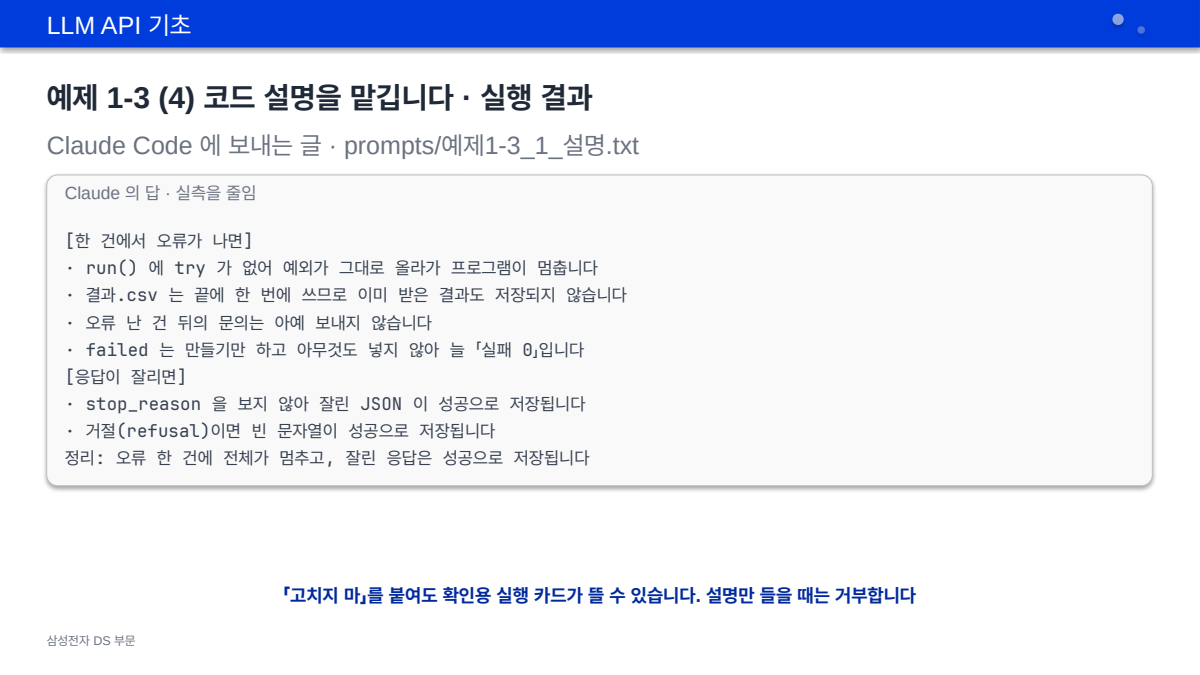 LLM API 기초
예제 1-3 (4) 코드 설명을 맡깁니다 · 실행 결과
Claude Code 에 보내는 글 · prompts/예제1-3_1_설명.txt
Claude 의 답 · 실측을 줄임
[한 건에서 오류가 나면]
· run() 에 try 가 없어 예외가 그대로 올라가 프로그램이 멈춥니다
· 결과.csv 는 끝에 한 번에 쓰므로 이미 받은 결과도 저장되지 않습니다
· 오류 난 건 뒤의 문의는 아예 보내지 않습니다
· failed 는 만들기만 하고 아무것도 넣지 않아 늘 「실패 0」입니다
[응답이 잘리면]
· stop_reason 을 보지 않아 잘린 JSON 이 성공으로 저장됩니다
· 거절(refusal)이면 빈 문자열이 성공으로 저장됩니다
정리: 오류 한 건에 전체가 멈추고, 잘린 응답은 성공으로 저장됩니다
「고치지 마」를 붙여도 확인용 실행 카드가 뜰 수 있습니다. 설명만 들을 때는 거부합니다
삼성전자 DS 부문